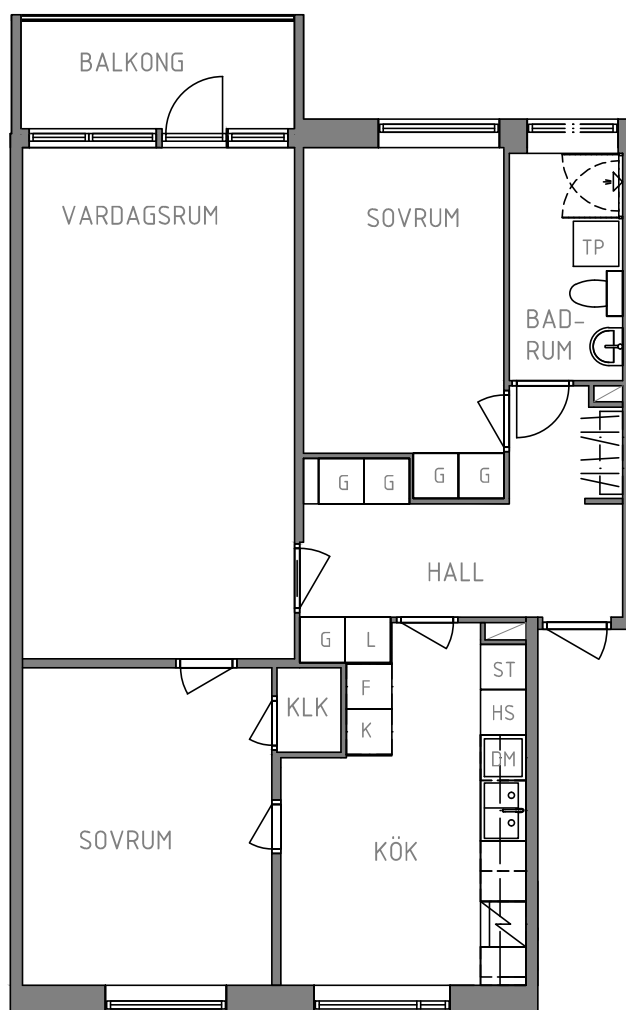 BALKONG
VARDAGSRUM
SOVRUM
TP
BAD-
RUM
G
G
G
G
HALL
G
L
F
K
KLK
ST
HS
DM
SOVRUM
KÖK